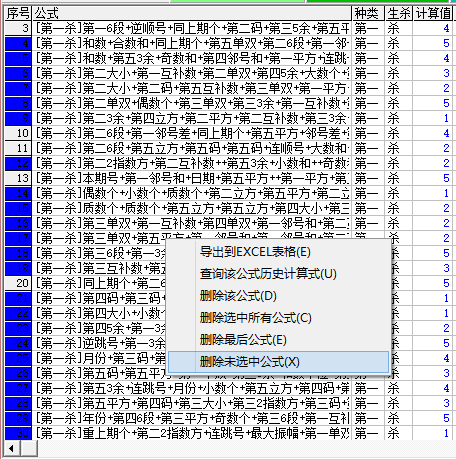 序号 公式 种类 生杀 计算值
3 [第一杀]第一6段+逆顺号+同上期个+第二码+第三5余+第五平 第一 杀 4
4 [第一杀]和数+合数和+同上期个+第五单双+第二6段+第一邻 第一 杀 5
[第一杀]和数+第五3余+奇数和+第四邻号和+第一平方+连跳 第一 杀 4
6 [第一杀]第二大小+第一互补数+第二单双+第四5余+大数个+ 第一 杀 3
[第一杀]第二大小+第二码+第五互补数+第三单双+第一平方+ 第一 杀 2
[第一杀]第二单双+偶数个+第三单双+第三3余+第一互补数+ 第一 杀 5
9 [第一杀]第二3余+第四立方+第二平方+第二互补数+第三3余 第一 杀 1
10 [第一杀]第二6段+第一邻号差+同上期个+第五平方+邻号差+ 第一 杀 4
11 [第一杀]第二6段+第五立方+第五码+第五码+连顺号+大数和 第一 杀 2
12 [第一杀]第二2指数方+第二互补数++第五3余+小数和++奇数 第一 杀 5
13 [第一杀]本期号+第一邻号和+日期+第五平方++第一平方+第 第一 杀 5
14 [第一杀]偶数个+小数个+质数个+第二立方+第五平方+第二 第一 杀 1
15 [第一杀]质数个+质数个+第五立方+第五立方+第四大小+第三 第一 杀 2
16 [第一杀]第三单双+第一互补数+第四单双+第一邻号和+第二 第一 杀 2
17 [第一杀]第三单双+第五平方+第一邻号和+第四邻号和+第二 第一 杀 2
18 [第一杀]第三6段+第一3余 杀 5
19 [第一杀]第三互补数+第五 杀 3
20 [第一杀]同上期个+第二6 杀 5
[第一杀]第四码+第三码+ 杀 1
[第一杀]第四大小+小数个 杀 1
[第一杀]第四5余+第一3余 杀 2
24 [第一杀]逆跳号+第一3余 杀 5
[第一杀]月份+第三码+第 杀 4
[第一杀]第五码+第五平方 杀 3
[第一杀]第五3余+连跳号+月份+小数个+第五立方+第五大小 第一 杀 4
[第一杀]第五平方+第四码+第三大小+第三2指数方+第三码+ 第一 杀 3
[第一杀]年份+第四6段+第三平方+奇数个+第三6段+第一互补 第一 杀 5
[第一杀]重上期个+第二2指数方+连跳号+最大振幅+第一单双 第一 杀 1
导出到EXCEL表格(E)
查询该公式历史计算式(U)
删除该公式(D)
删除选中所有公式(C)
删除最后公式(E)
删除未选中公式(X)